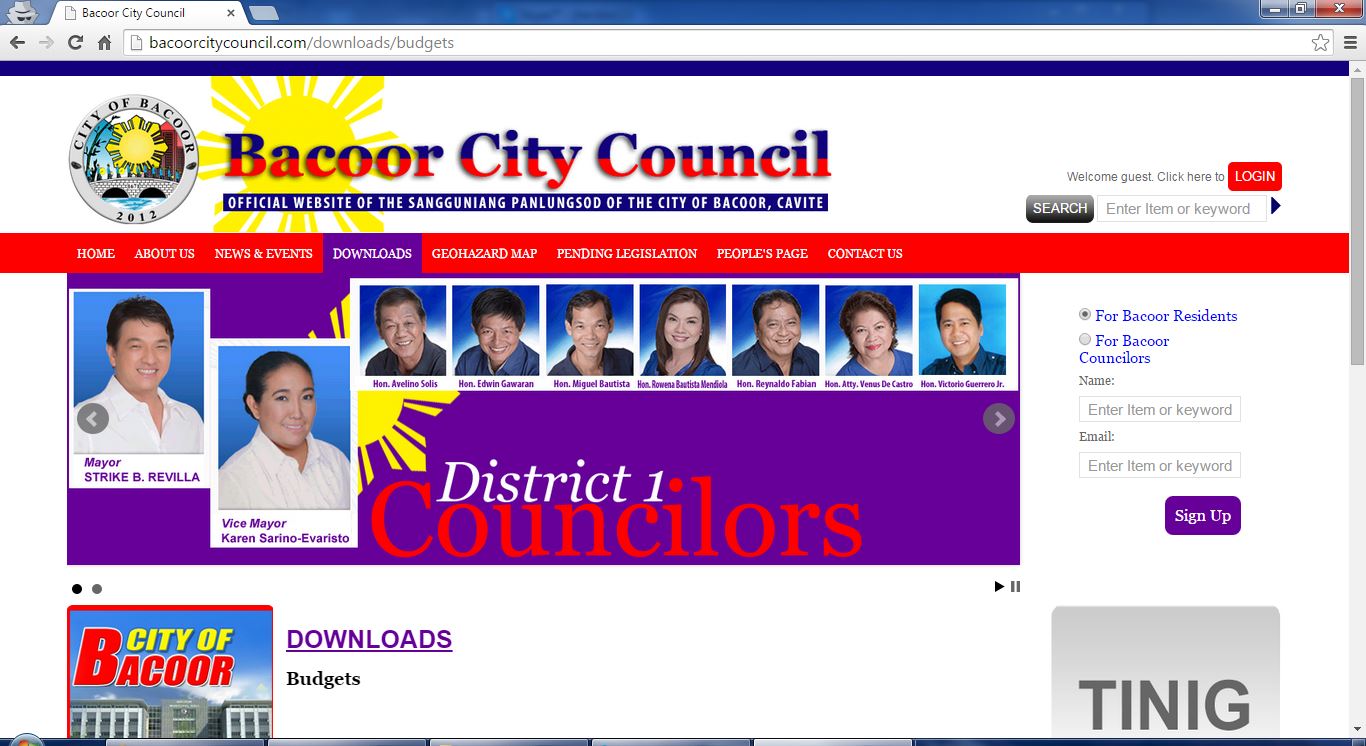 Bacoor City Council
bacoorcitycouncil.com/downloads/budgets
CITY OF BACOOR
2012
Bacoor City Council
OFFICIAL WEBSITE OF THE SANGGUNIANG PANLUNGSOD OF THE CITY OF BACOOR, CAVITE
Welcome guest. Click here to LOGIN
SEARCH Enter Item or keyword
HOME ABOUT US NEWS & EVENTS DOWNLOADS GEOHAZARD MAP PENDING LEGISLATION PEOPLE'S PAGE CONTACT US
Hon. Avelino Solis Hon. Edwin Gawaran Hon. Miguel Bautista Hon. Rowena Bautista Mendiola Hon. Reynaldo Fabian Hon. Atty. Venus De Castro Hon. Victorio Guerrero Jr.
Mayor
STRIKE B. REVILLA
Vice Mayor
Karen Sarino-Evaristo
District 1
Councilors
For Bacoor Residents
For Bacoor
Councilors
Name:
Enter Item or keyword
Email:
Enter Item or keyword
Sign Up
CITY OF
BACOOR
DOWNLOADS
Budgets
TINIG